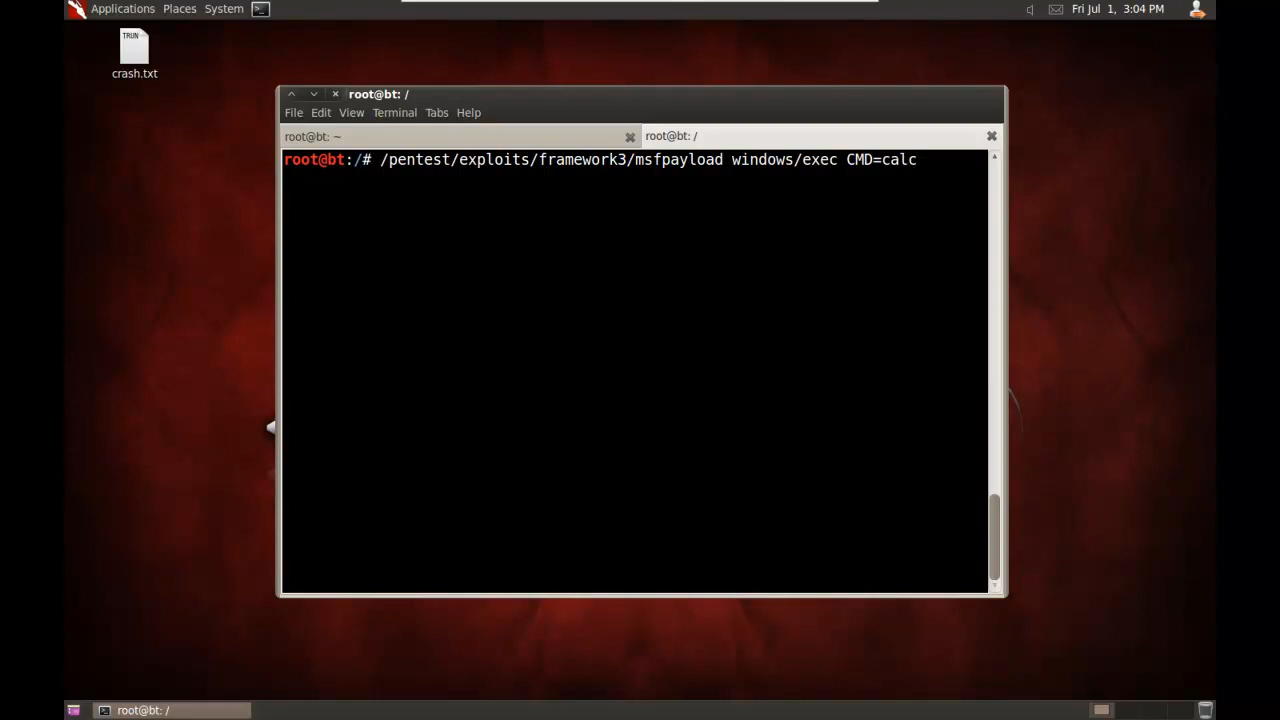 Applications Places System Fri Jul 1, 3:04 PM
TRUN
crash.txt
root@bt: /
File Edit View Terminal Tabs Help
root@bt: ~ root@bt: /
root@bt:/# /pentest/exploits/framework3/msfpayload windows/exec CMD=calc
root@bt: /